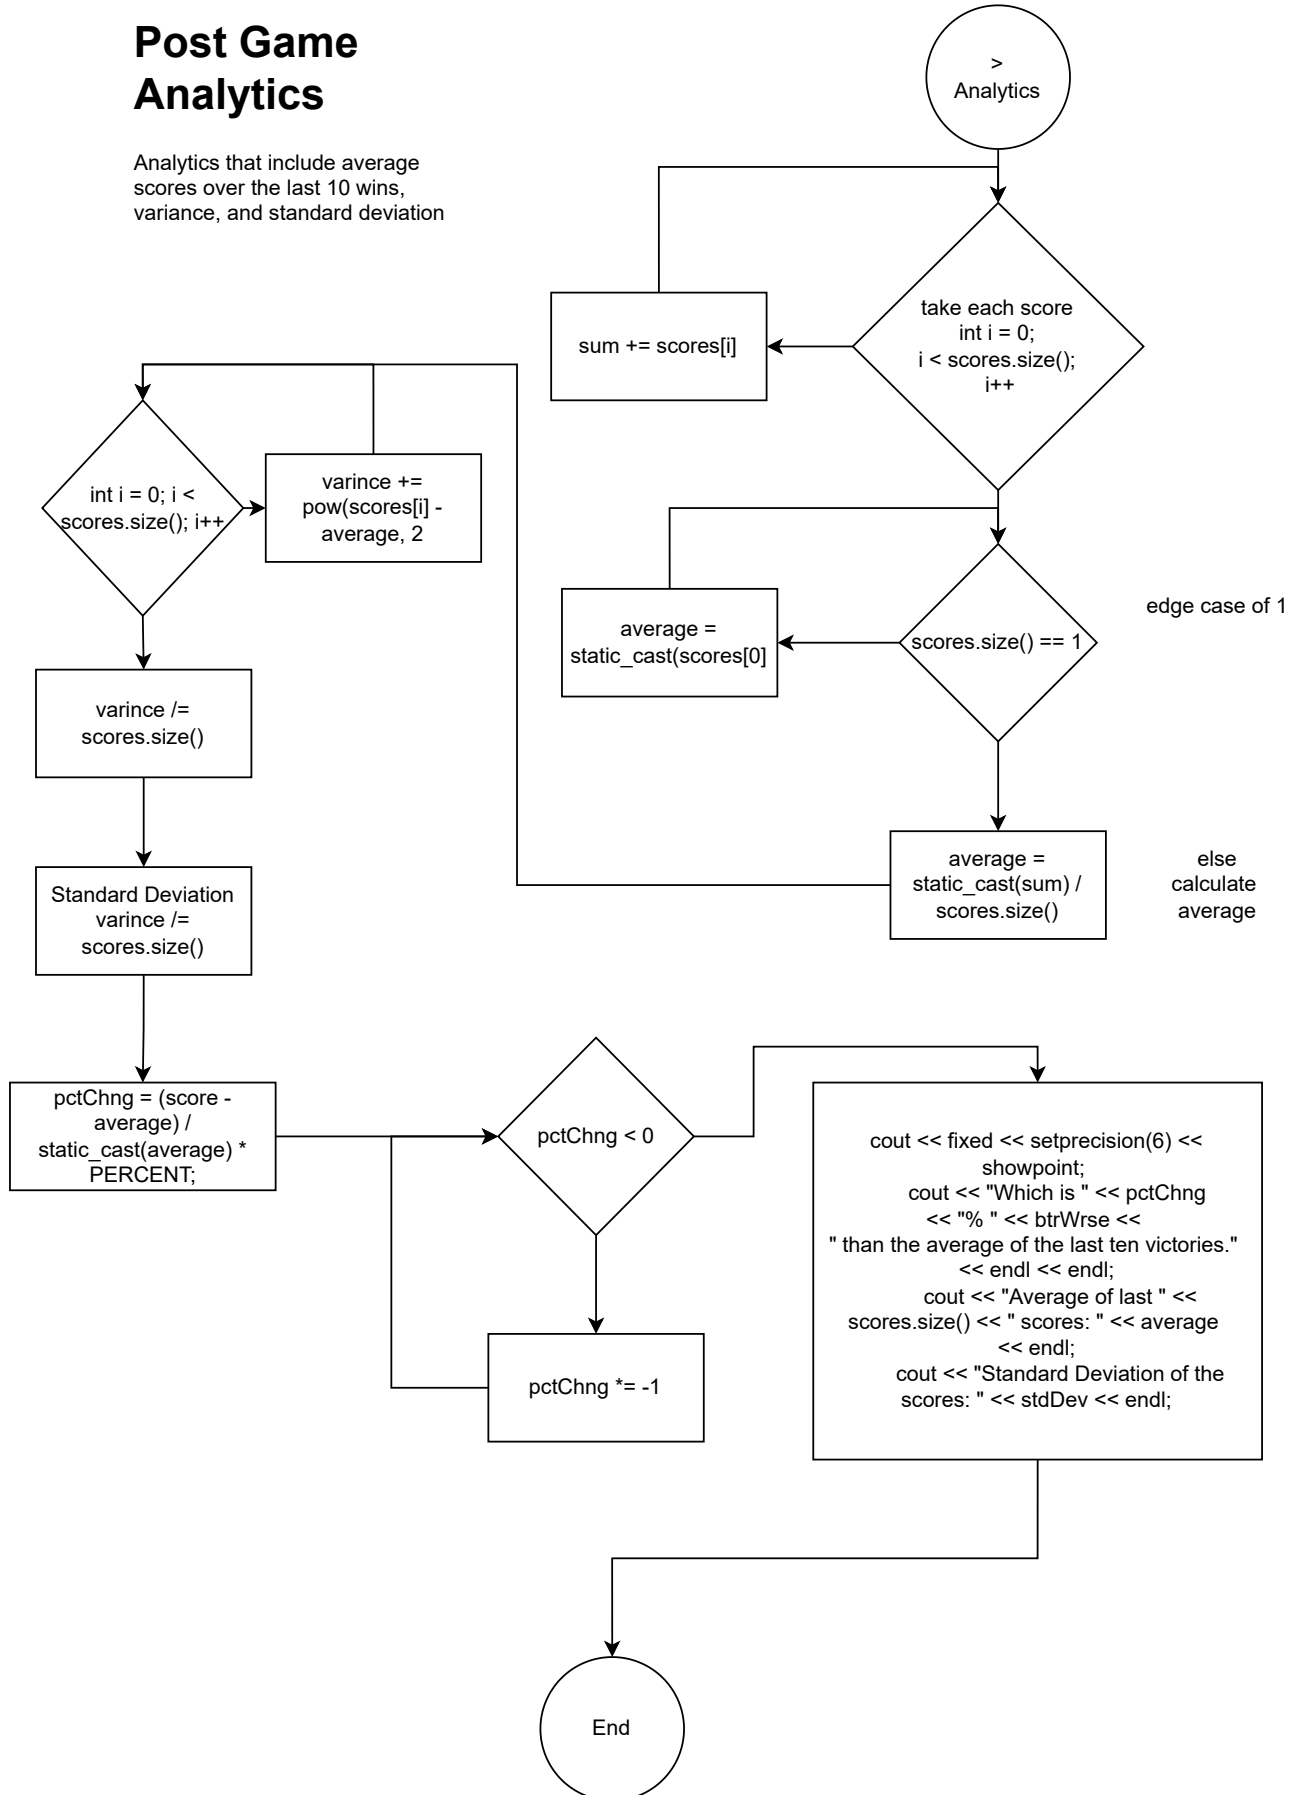 Post Game
Analytics
Analytics that include average
scores over the last 10 wins,
variance, and standard deviation
>
Analytics
take each score
int i = 0;
i < scores.size();
i++
sum += scores[i]
scores.size() == 1
edge case of 1
average =
static_cast(scores[0]
average =
static_cast(sum) /
scores.size()
else
calculate
average
int i = 0; i <
scores.size(); i++
varince +=
pow(scores[i] -
average, 2
varince /=
scores.size()
Standard Deviation
varince /=
scores.size()
pctChng = (score -
average) /
static_cast(average) *
PERCENT;
pctChng < 0
pctChng *= -1
cout << fixed << setprecision(6) <<
showpoint;
cout << "Which is " << pctChng
<< "% " << btrWrse <<
" than the average of the last ten victories."
<< endl << endl;
cout << "Average of last " <<
scores.size() << " scores: " << average
<< endl;
cout << "Standard Deviation of the
scores: " << stdDev << endl;
End